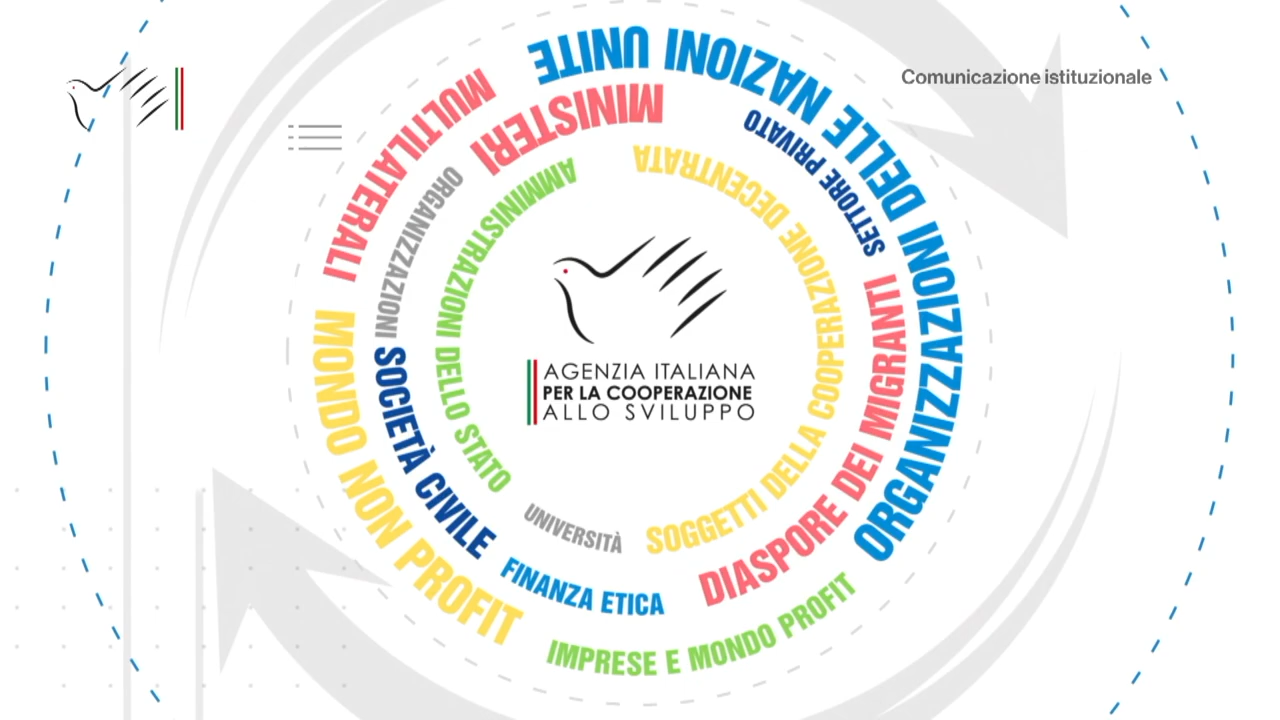 Comunicazione istituzionale
ORGANIZZAZIONI DELLE NAZIONI UNITE
MULTILATERALI
MINISTERI
SETTORE PRIVATO
ORGANIZZAZIONI
AMMINISTRAZIONI DELLO STATO
SOGGETTI DELLA COOPERAZIONE DECENTRATA
AGENZIA ITALIANA
PER LA COOPERAZIONE
ALLO SVILUPPO
DIASPORE DEI MIGRANTI
MONDO NON PROFIT
SOCIETÀ CIVILE
UNIVERSITÀ
FINANZA ETICA
IMPRESE E MONDO PROFIT